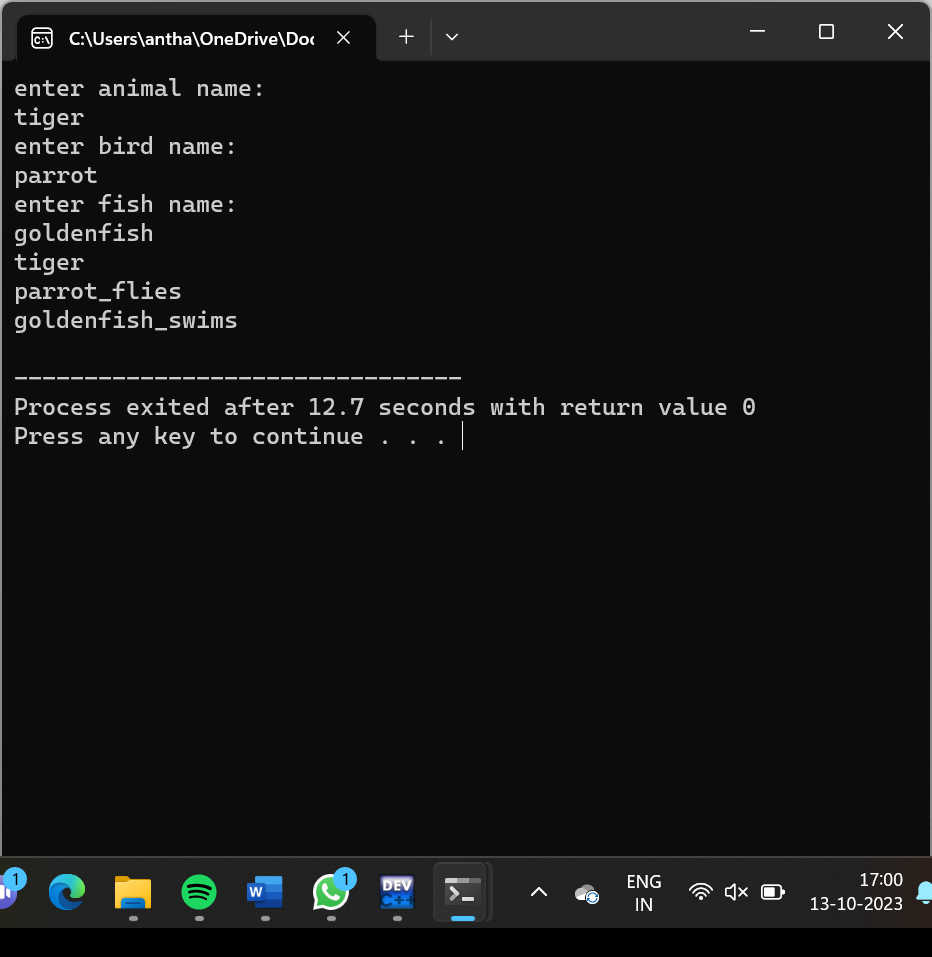 C:\Users\antha\OneDrive\Doc
enter animal name:
tiger
enter bird name:
parrot
enter fish name:
goldenfish
tiger
parrot_flies
goldenfish_swims
--------------------------------
Process exited after 12.7 seconds with return value 0
Press any key to continue . . .
1
W
1
DEV
C++
ENG
IN
17:00
13-10-2023